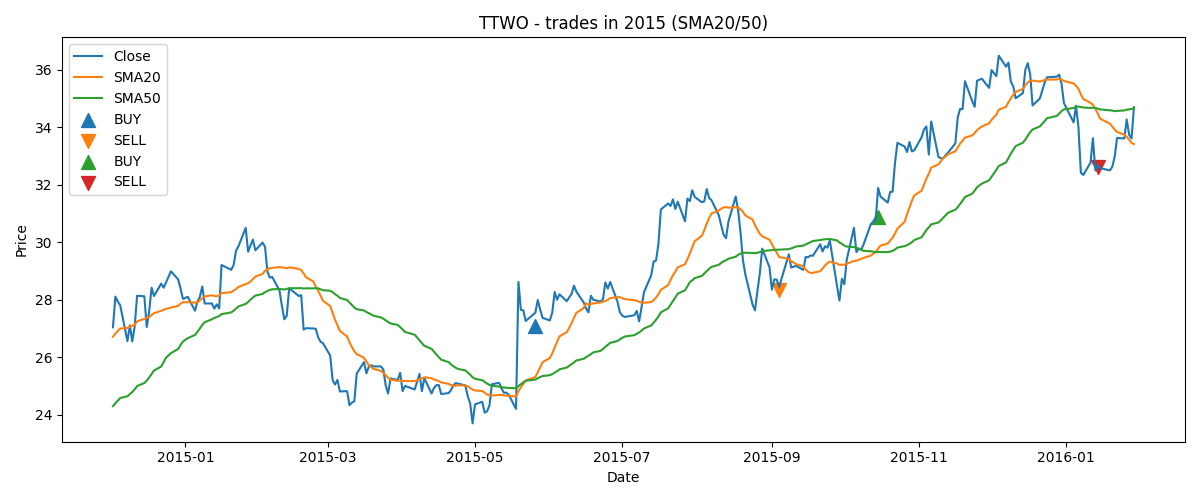 TTWO - trades in 2015 (SMA20/50)
Close
SMA20
SMA50
BUY
SELL
BUY
SELL
Price
36
34
32
30
28
26
24
2015-01 2015-03 2015-05 2015-07 2015-09 2015-11 2016-01
Date